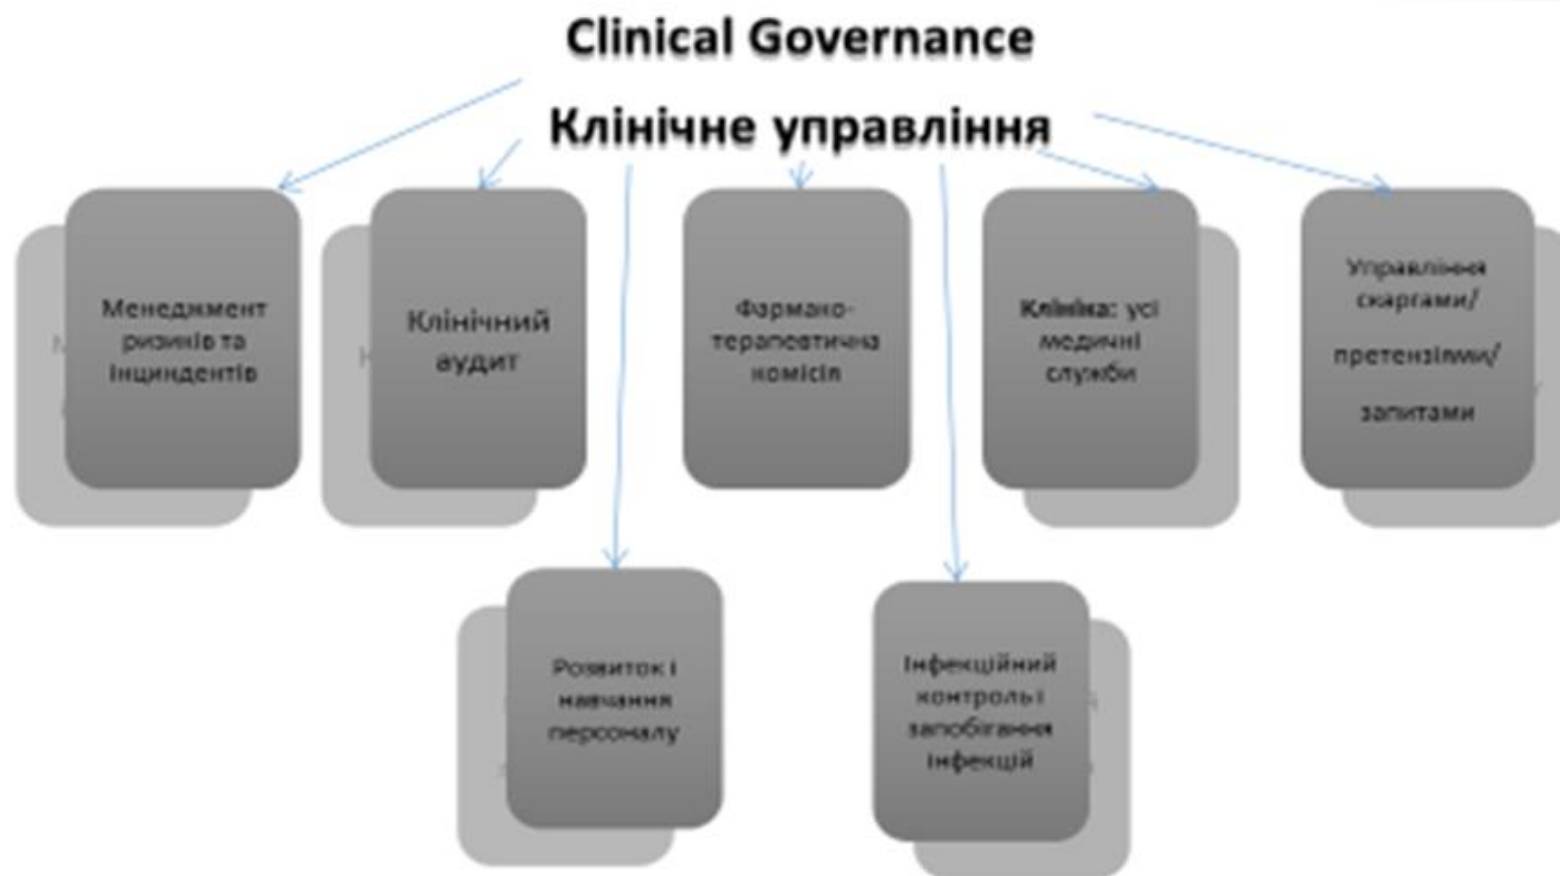 Clinical Governance
Клінічне управління
Менеджмент
ризиків та
інциндентів
Клінічний
аудит
Фармако-
терапевтична
комісія
Клініка: усі
медичні
служби
Управління
скаргами/
претензіями/
запитами
Розвиток і
навчання
персоналу
Інфекційний
контроль і
запобігання
інфекцій